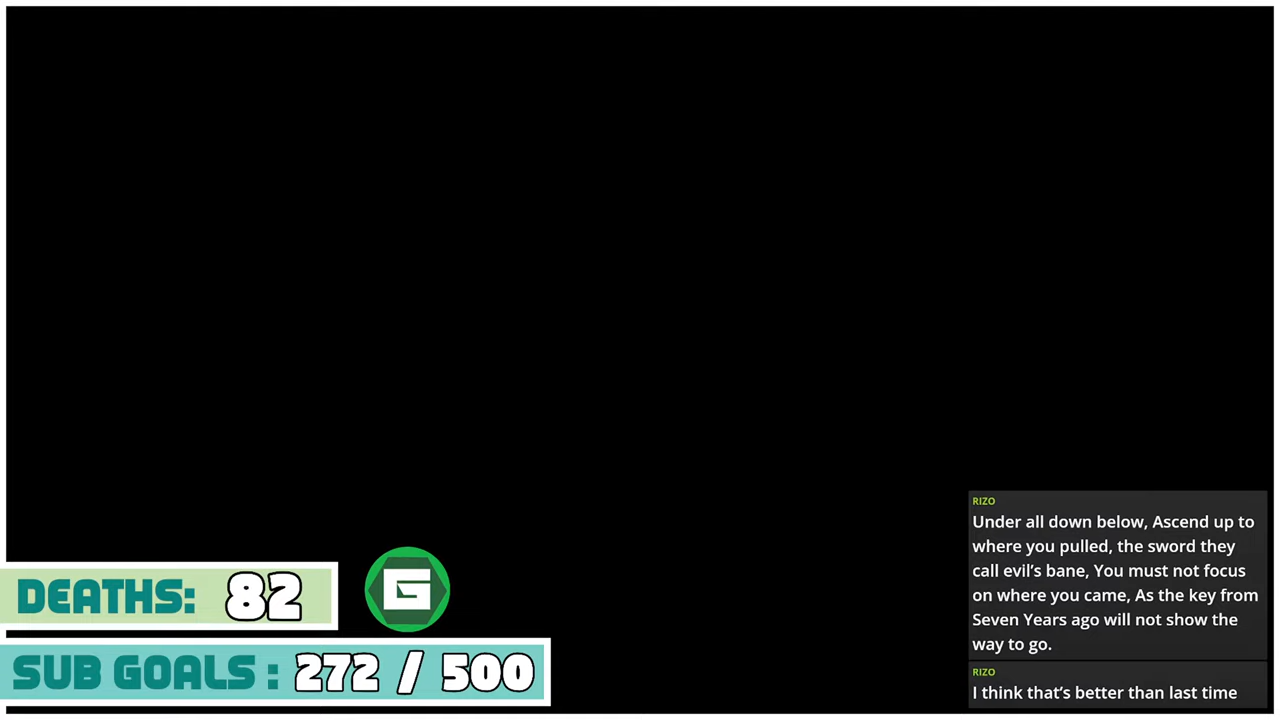 RIZO
Under all down below, Ascend up to
where you pulled, the sword they
call evil’s bane, You must not focus
on where you came, As the key from
Seven Years ago will not show the
way to go.
RIZO
I think that’s better than last time
DEATHS: 82
G
SUB GOALS : 272 / 500